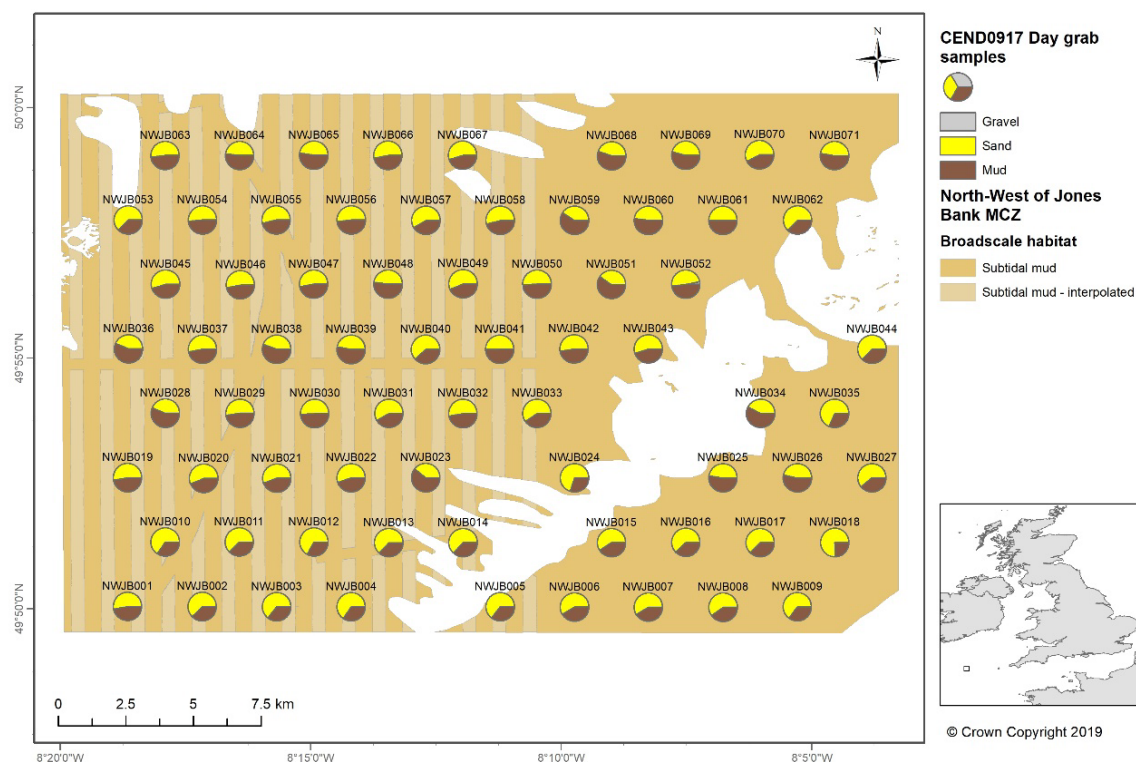 N
50°0'0"N
49°55'0"N
49°50'0"N
NWJB063 NWJB064 NWJB065 NWJB066 NWJB067 NWJB068 NWJB069 NWJB070 NWJB071
NWJB053 NWJB054 NWJB055 NWJB056 NWJB057 NWJB058 NWJB059 NWJB060 NWJB061 NWJB062
NWJB045 NWJB046 NWJB047 NWJB048 NWJB049 NWJB050 NWJB051 NWJB052
NWJB036 NWJB037 NWJB038 NWJB039 NWJB040 NWJB041 NWJB042 NWJB043 NWJB044
NWJB028 NWJB029 NWJB030 NWJB031 NWJB032 NWJB033 NWJB034 NWJB035
NWJB019 NWJB020 NWJB021 NWJB022 NWJB023 NWJB024 NWJB025 NWJB026 NWJB027
NWJB010 NWJB011 NWJB012 NWJB013 NWJB014 NWJB015 NWJB016 NWJB017 NWJB018
NWJB001 NWJB002 NWJB003 NWJB004 NWJB005 NWJB006 NWJB007 NWJB008 NWJB009
0 2.5 5 7.5 km
8°20'0"W 8°15'0"W 8°10'0"W 8°5'0"W
CEND0917 Day grab
samples
Gravel
Sand
Mud
North-West of Jones
Bank MCZ
Broadscale habitat
Subtidal mud
Subtidal mud - interpolated
© Crown Copyright 2019